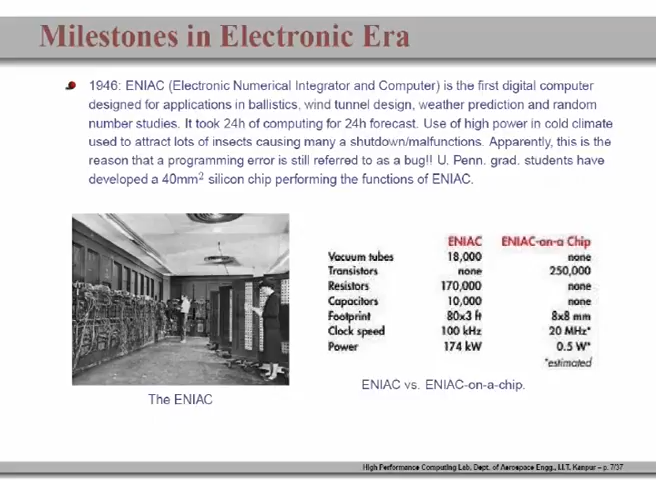 Milestones in Electronic Era
1946: ENIAC (Electronic Numerical Integrator and Computer) is the first digital computer
designed for applications in ballistics, wind tunnel design, weather prediction and random
number studies. It took 24h of computing for 24h forecast. Use of high power in cold climate
used to attract lots of insects causing many a shutdown/malfunctions. Apparently, this is the
reason that a programming error is still referred to as a bug!! U. Penn. grad. students have
developed a 40mm² silicon chip performing the functions of ENIAC.
ENIAC ENIAC-on-a Chip
Vacuum tubes 18,000 none
Transistors none 250,000
Resistors 170,000 none
Capacitors 10,000 none
Footprint 80x3 ft 8x8 mm
Clock speed 100 kHz 20 MHz*
Power 174 kW 0.5 W*
*estimated
The ENIAC
ENIAC vs. ENIAC-on-a-chip.
High Performance Computing Lab, Dept. of Aerospace Engg., I.I.T. Kanpur – p. 7/37